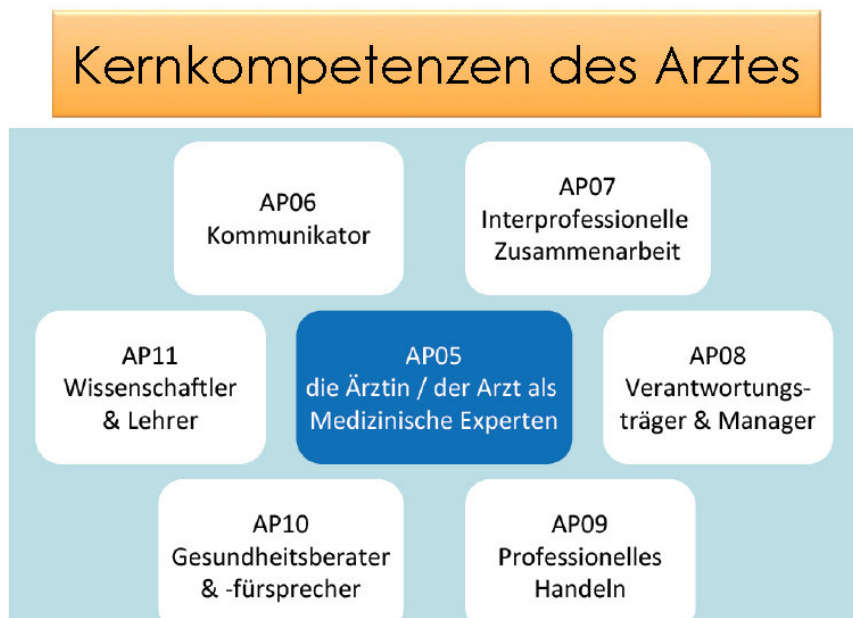 Kernkompetenzen des Arztes
AP06
Kommunikator
AP07
Interprofessionelle
Zusammenarbeit
AP11
Wissenschaftler
& Lehrer
AP05
die Ärztin / der Arzt als
Medizinische Experten
AP08
Verantwortungs-
träger & Manager
AP10
Gesundheitsberater
& -fürsprecher
AP09
Professionelles
Handeln